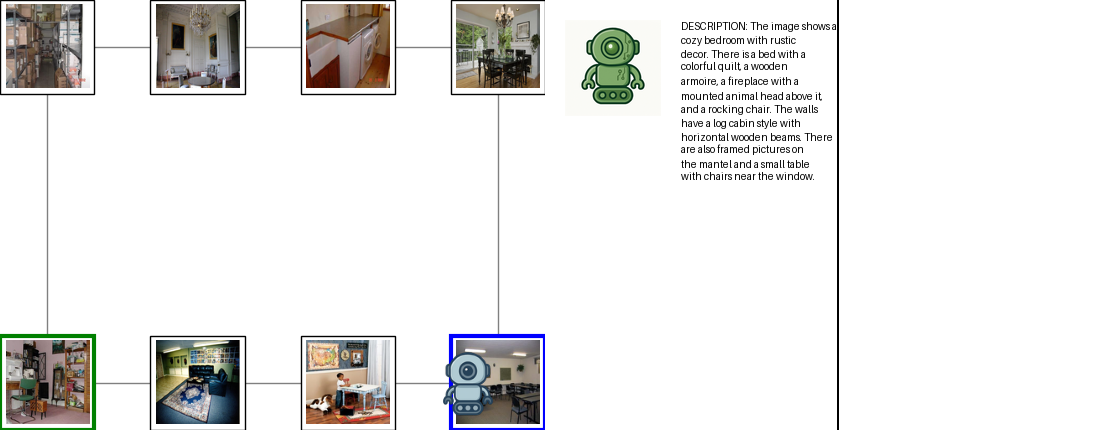 DESCRIPTION: The image shows a
cozy bedroom with rustic
decor. There is a bed with a
colorful quilt, a wooden
armoire, a fireplace with a
mounted animal head above it,
and a rocking chair. The walls
have a log cabin style with
horizontal wooden beams. There
are also framed pictures on
the mantel and a small table
with chairs near the window.